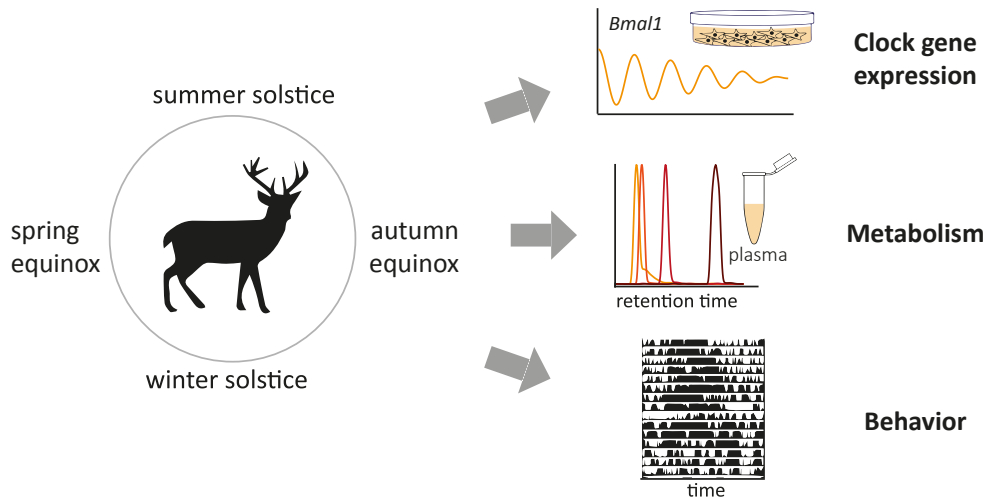 summer solstice
spring
equinox
autumn
equinox
winter solstice
Bmal1
Clock gene
expression
plasma
retention time
Metabolism
time
Behavior